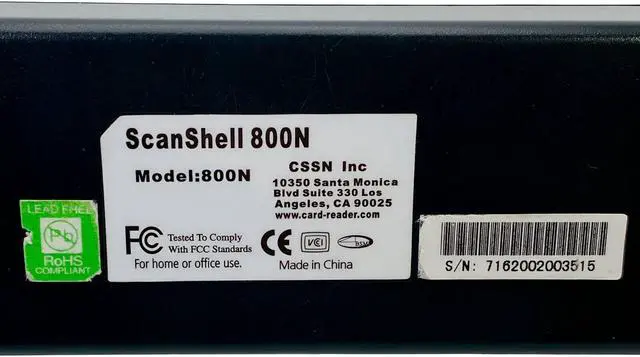 ScanShell 800N
Model:800N
CSSN Inc
10350 Santa Monica
Blvd Suite 330 Los
Angeles, CA 90025
www.card-reader.com
FC Tested To Comply
With FCC Standards
For home or office use.
CE
VCI
BSMI
Made in China
LEAD FREE
Pb
RoHS
COMPLIANT
S/N: 7162002003515